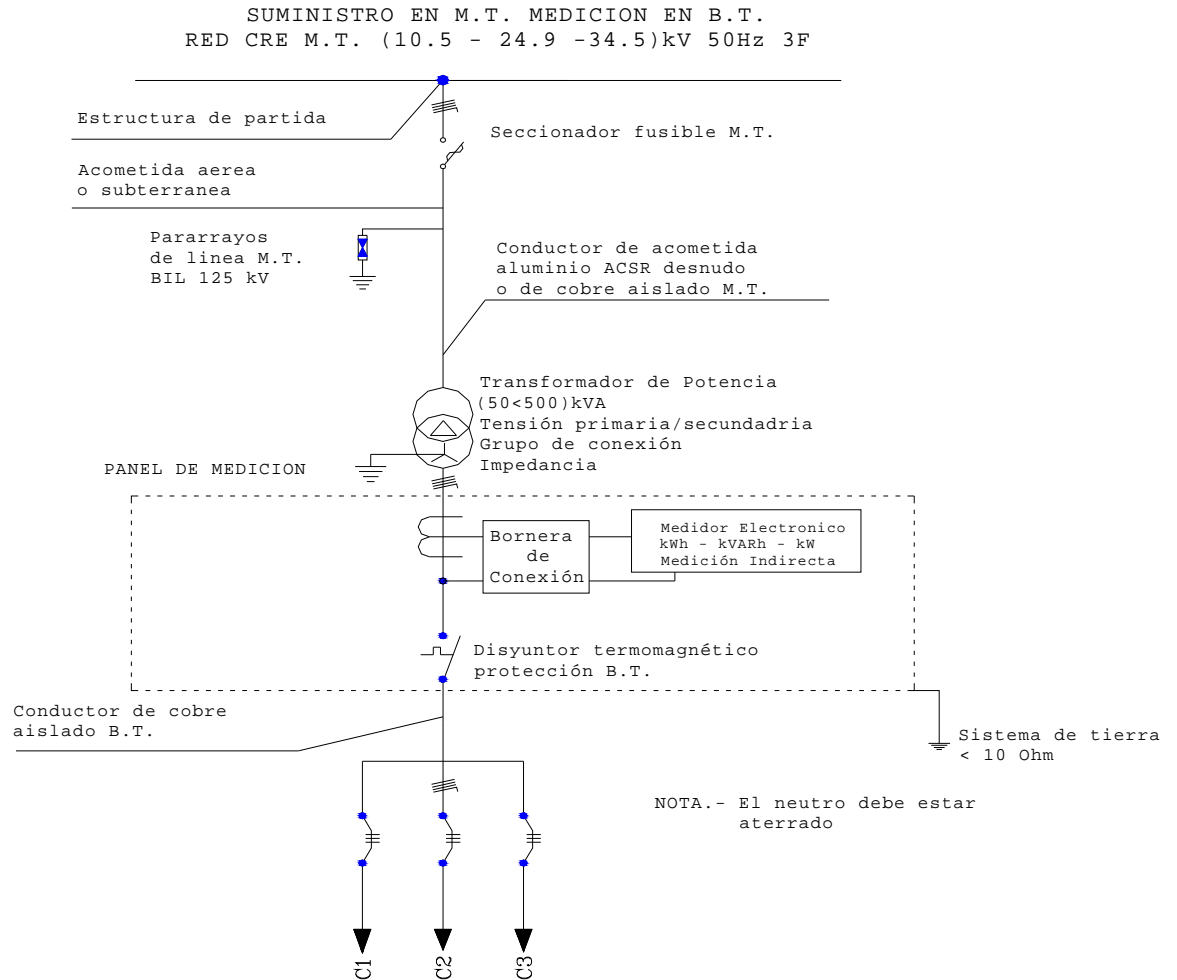 SUMINISTRO EN M.T. MEDICION EN B.T.
RED CRE M.T. (10.5 - 24.9 -34.5)kV 50Hz 3F
Estructura de partida
Seccionador fusible M.T.
Acometida aerea
o subterranea
Pararrayos
de linea M.T.
BIL 125 kV
Conductor de acometida
aluminio ACSR desnudo
o de cobre aislado M.T.
Transformador de Potencia
(50<500)kVA
Tensión primaria/secundadria
Grupo de conexión
Impedancia
PANEL DE MEDICION
Bornera
de
Conexión
Medidor Electronico
kWh - kVARh - kW
Medición Indirecta
Disyuntor termomagnético
protección B.T.
Conductor de cobre
aislado B.T.
Sistema de tierra
< 10 Ohm
NOTA.- El neutro debe estar
aterrado
C1
C2
C3